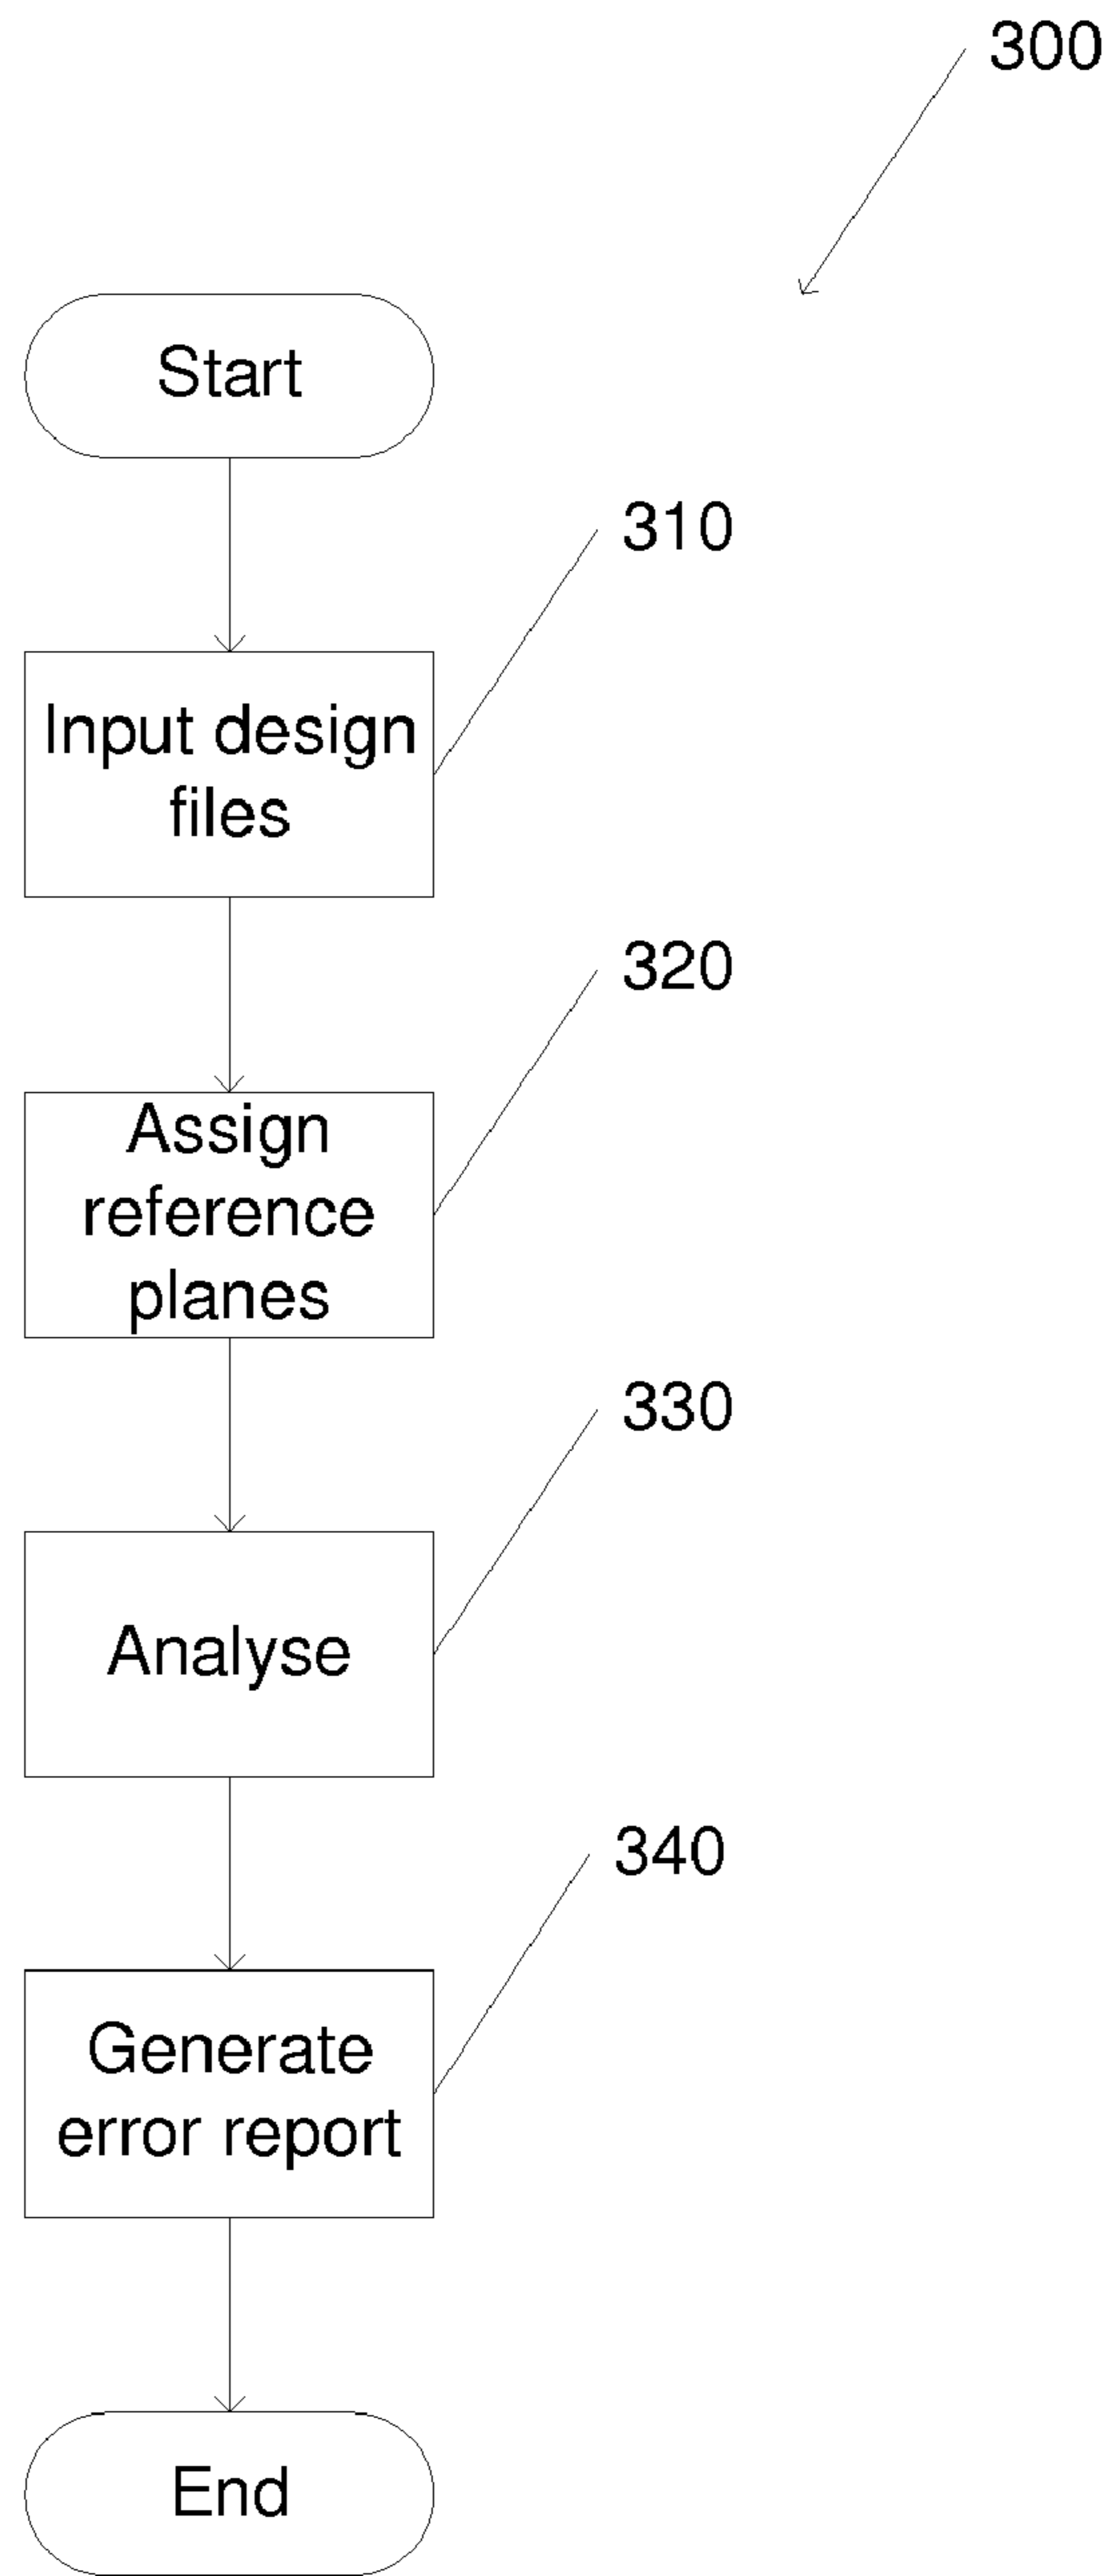 300
Start
310
Input design
files
320
Assign
reference
planes
330
Analyse
340
Generate
error report
End